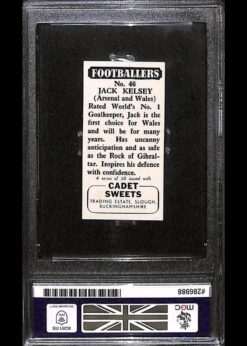 FOOTBALLERS
No. 46
JACK KELSEY
(Arsenal and Wales)
Rated World's No. 1
Goalkeeper, Jack is the
first choice for Wales
and will be for many
years. Has uncanny
anticipation and as safe
as the Rock of Gibral-
tar. Inspires his defence
with confidence.
A series of 50 issued with
CADET
SWEETS
TRADING ESTATE, SLOUGH,
BUCKINGHAMSHIRE
#286988
MGC